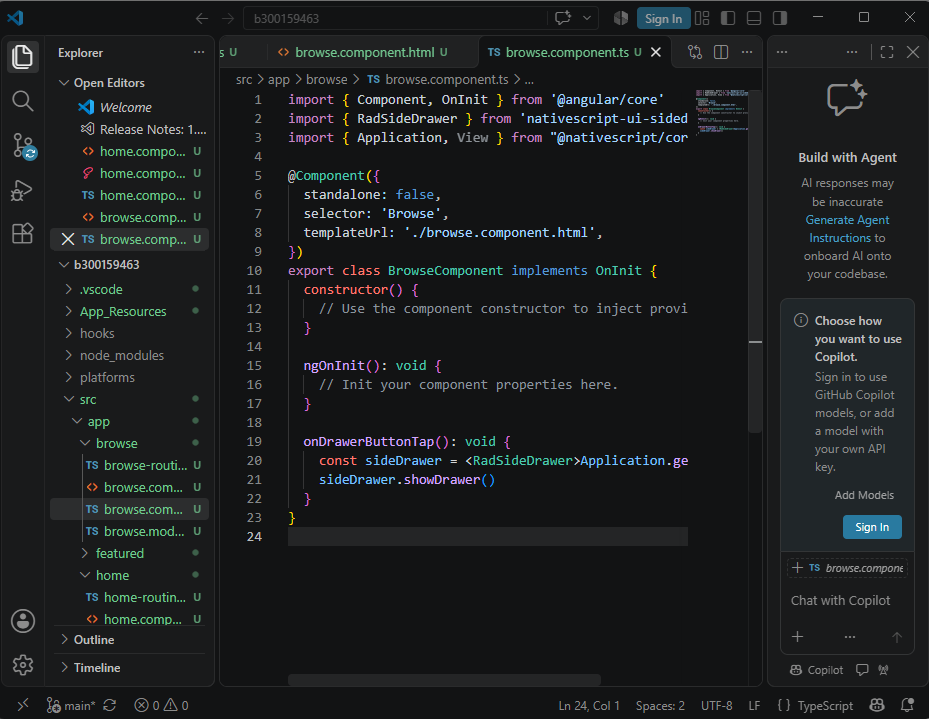 b300159463
Sign In
Explorer
Open Editors
Welcome
Release Notes: 1....
home.compo... U
home.compo... U
TS home.compo... U
browse.comp... U
TS browse.comp... U
b300159463
.vscode
App_Resources
hooks
node_modules
platforms
src
app
browse
TS browse-routi... U
browse.com... U
TS browse.com... U
TS browse.mod... U
featured
home
TS home-routin... U
home.comp... U
Outline
Timeline
s U
browse.component.html U
TS browse.component.ts U
src > app > browse > TS browse.component.ts > ...
1 import { Component, OnInit } from '@angular/core'
2 import { RadSideDrawer } from 'nativescript-ui-sided
3 import { Application, View } from "@nativescript/cor
4
5 @Component({
6 standalone: false,
7 selector: 'Browse',
8 templateUrl: './browse.component.html',
9 })
10 export class BrowseComponent implements OnInit {
11 constructor() {
12 // Use the component constructor to inject provi
13 }
14
15 ngOnInit(): void {
16 // Init your component properties here.
17 }
18
19 onDrawerButtonTap(): void {
20 const sideDrawer = <RadSideDrawer>Application.ge
21 sideDrawer.showDrawer()
22 }
23 }
24
Build with Agent
AI responses may
be inaccurate
Generate Agent
Instructions to
onboard AI onto
your codebase.
Choose how
you want to use
Copilot.
Sign in to use
GitHub Copilot
models, or add
a model with
your own API
key.
Add Models
Sign In
TS browse.compone
Chat with Copilot
Copilot
main*
0 0
Ln 24, Col 1
Spaces: 2
UTF-8
LF
{ } TypeScript